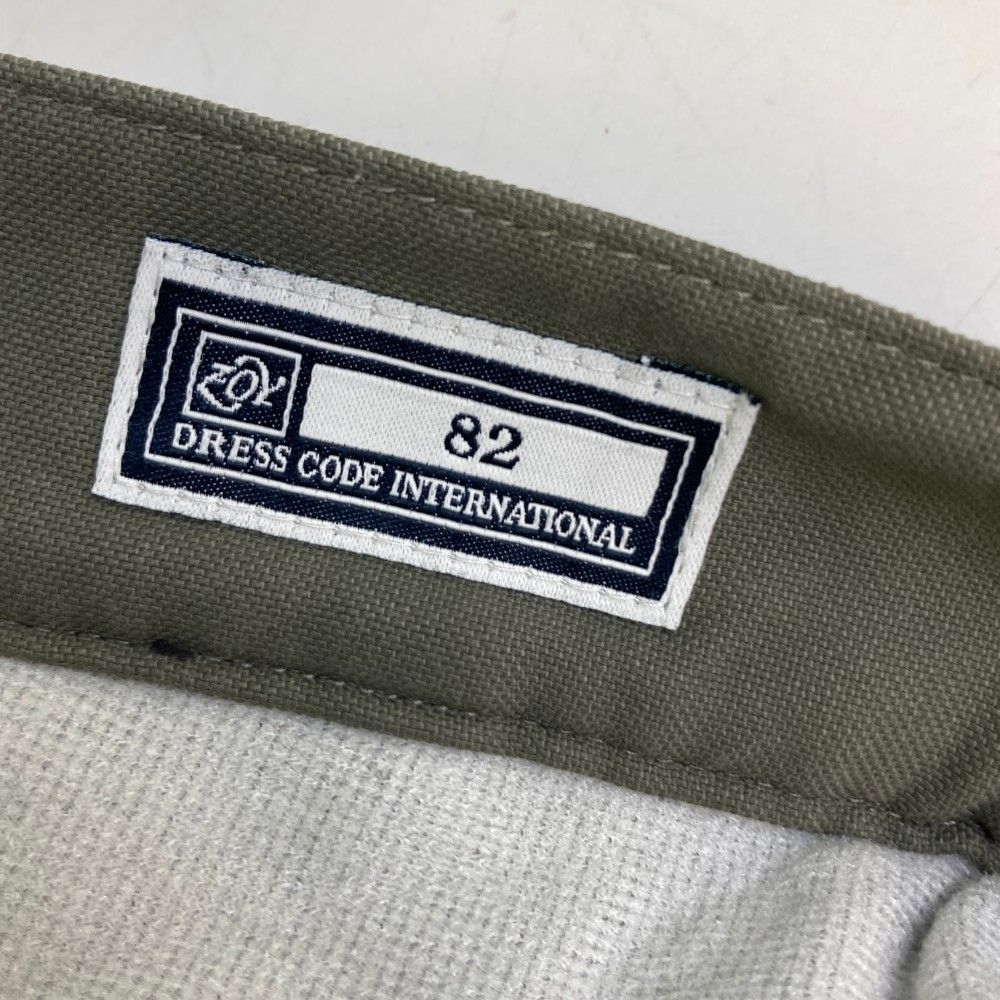 ZOY
82
DRESS CODE INTERNATIONAL